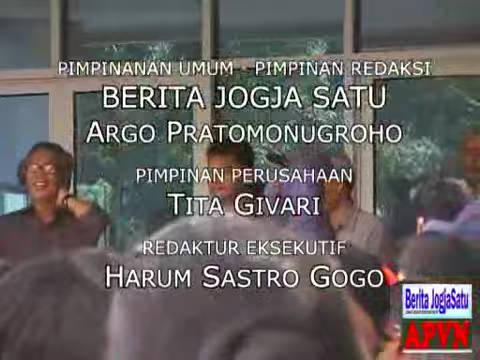 PIMPINANAN UMUM - PIMPINAN REDAKSI
BERITA JOGJA SATU
ARGO PRATOMONUGROHO
PIMPINAN PERUSAHAAN
TITA GIVARI
REDAKTUR EKSEKUTIF
HARUM SASTRO GOGO
Berita JogjaSatu
APVN